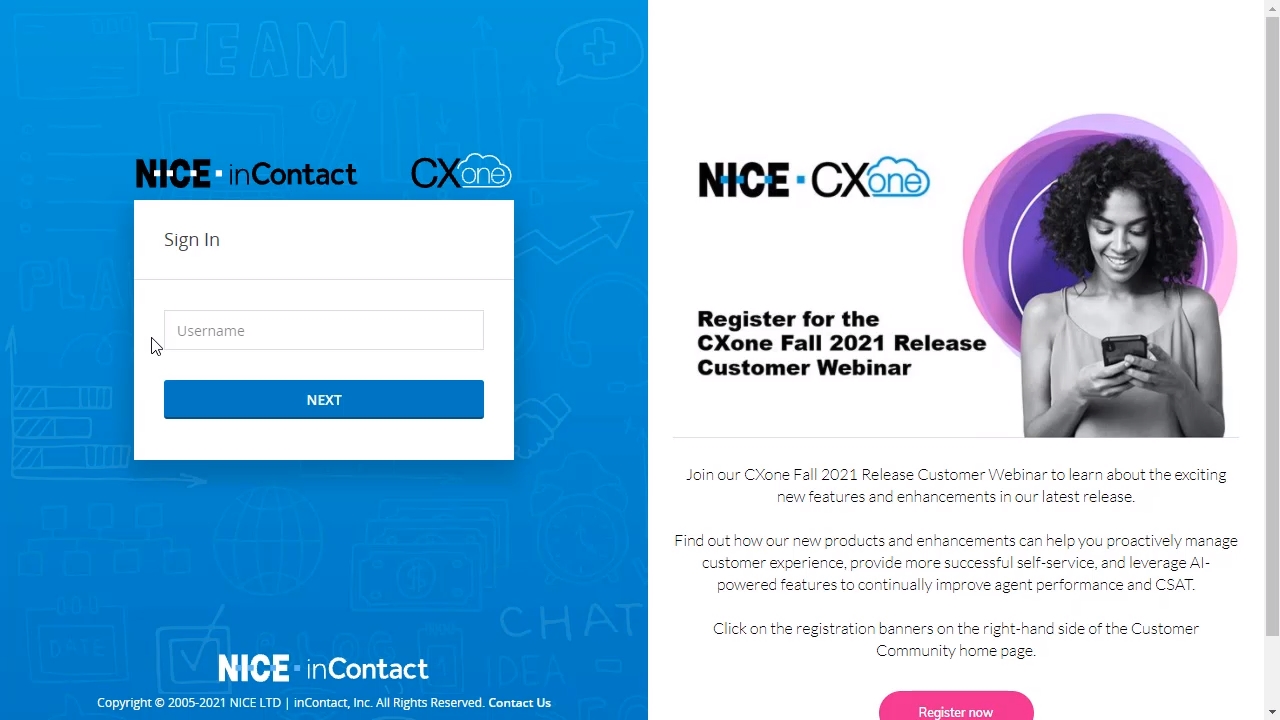 TEAM
NICE inContact
CXone
Sign In
Username
NEXT
PLA
CHAT
BLOG
DATE
IDEA
NICE inContact
Copyright © 2005-2021 NICE LTD | inContact, Inc. All Rights Reserved. Contact Us
NICE CXone
Register for the
CXone Fall 2021 Release
Customer Webinar
Join our CXone Fall 2021 Release Customer Webinar to learn about the exciting
new features and enhancements in our latest release.
Find out how our new products and enhancements can help you proactively manage
customer experience, provide more successful self-service, and leverage AI-
powered features to continually improve agent performance and CSAT.
Click on the registration banners on the right-hand side of the Customer
Community home page.
Register now